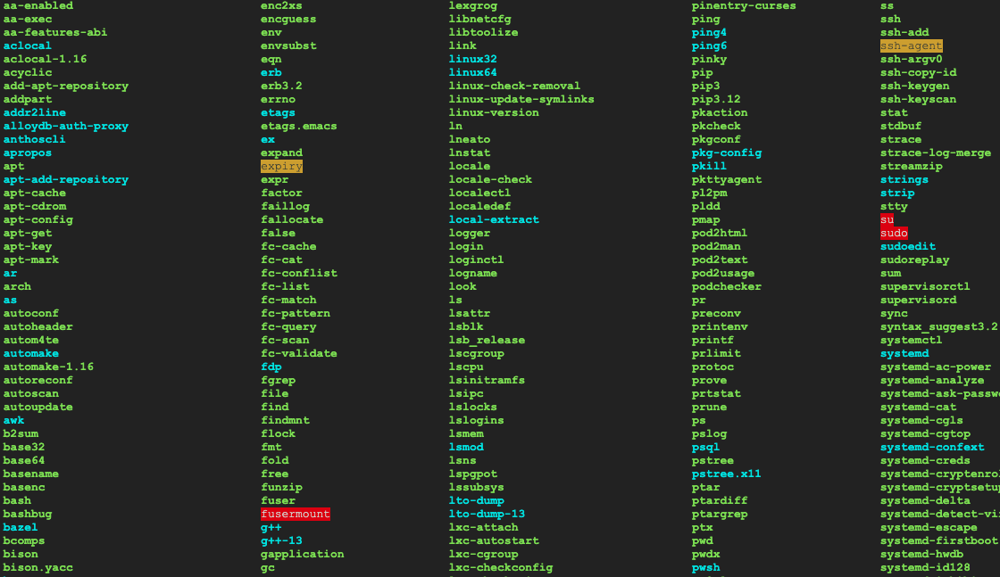 aa-enabled enc2xs lexgrog pinentry-curses ss
aa-exec encguess libnetcfg ping ssh
aa-features-abi env libtoolize ping4 ssh-add
aclocal envsubst link ping6 ssh-agent
aclocal-1.16 eqn linux32 pinky ssh-argv0
acyclic erb linux64 pip ssh-copy-id
add-apt-repository erb3.2 linux-check-removal pip3 ssh-keygen
addpart errno linux-update-symlinks pip3.12 ssh-keyscan
addr2line etags linux-version pkaction stat
alloydb-auth-proxy etags.emacs ln pkcheck stdbuf
anthoscli ex lneato pkgconf strace
apropos expand lnstat pkg-config strace-log-merge
apt expiry locale pkill streamzip
apt-add-repository expr locale-check pkttyagent strings
apt-cache factor localectl pl2pm strip
apt-cdrom faillog localedef pldd stty
apt-config fallocate local-extract pmap su
apt-get false logger pod2html sudo
apt-key fc-cache login pod2man sudoedit
apt-mark fc-cat loginctl pod2text sudoreplay
ar fc-conflist logname pod2usage sum
arch fc-list look podchecker supervisorctl
as fc-match ls pr supervisord
autoconf fc-pattern lsattr preconv sync
autoheader fc-query lsblk printenv syntax_suggest3.2
autom4te fc-scan lsb_release printf systemctl
automake fc-validate lscgroup prlimit systemd
automake-1.16 fdp lscpu protoc systemd-ac-power
autoreconf fgrep lsinitramfs prove systemd-analyze
autoscan file lsipc prtstat systemd-ask-passw
autoupdate find lslocks prune systemd-cat
awk findmnt lslogins ps systemd-cgls
b2sum flock lsmem pslog systemd-cgtop
base32 fmt lsmod psql systemd-confext
base64 fold lsns pstree systemd-creds
basename free lspgpot pstree.x11 systemd-cryptenro
basenc funzip lssubsys ptar systemd-cryptsetu
bash fuser lto-dump ptardiff systemd-delta
bashbug fusermount lto-dump-13 ptargrep systemd-detect-vi
bazel g++ lxc-attach ptx systemd-escape
bcomps g++-13 lxc-autostart pwd systemd-firstboot
bison gapplication lxc-cgroup pwdx systemd-hwdb
bison.yacc gc lxc-checkconfig pwsh systemd-id128